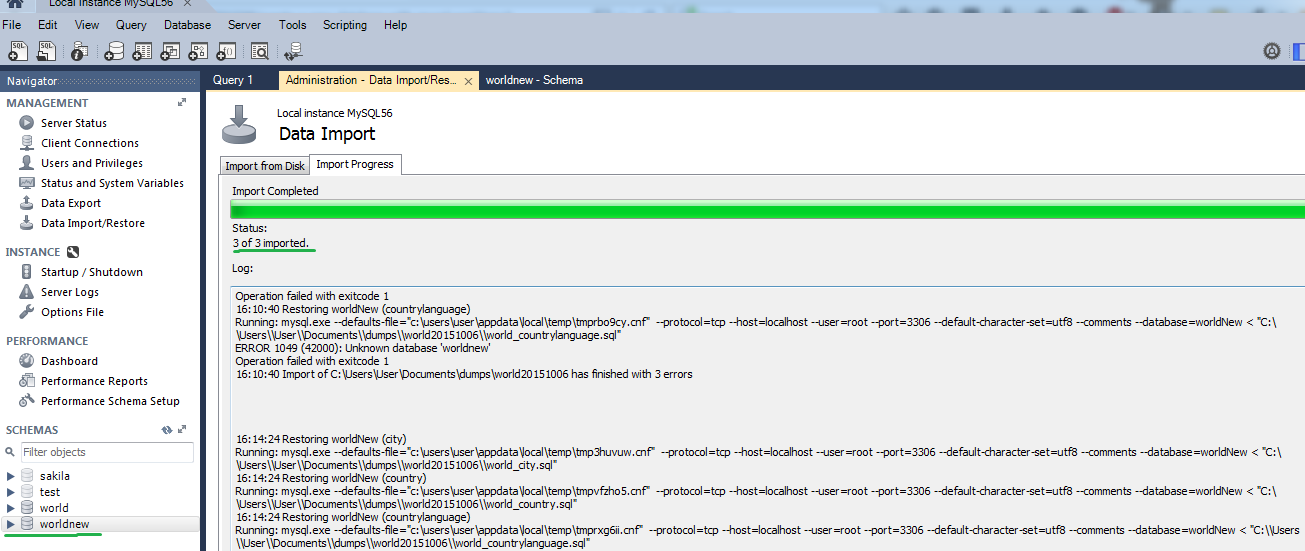 Local instance MySQL56 ×
File Edit View Query Database Server Tools Scripting Help
Navigator
MANAGEMENT
Server Status
Client Connections
Users and Privileges
Status and System Variables
Data Export
Data Import/Restore
INSTANCE
Startup / Shutdown
Server Logs
Options File
PERFORMANCE
Dashboard
Performance Reports
Performance Schema Setup
SCHEMAS
Filter objects
sakila
test
world
worldnew
Query 1 Administration - Data Import/Res... × worldnew - Schema
Local instance MySQL56
Data Import
Import from Disk Import Progress
Import Completed
Status:
3 of 3 imported.
Log:
Operation failed with exitcode 1
16:10:40 Restoring worldNew (countrylanguage)
Running: mysql.exe --defaults-file="c:\users\user\appdata\local\temp\tmprbo9cy.cnf"  --protocol=tcp --host=localhost --user=root --port=3306 --default-character-set=utf8 --comments --database=worldNew < "C:\
\Users\\User\\Documents\\dumps\\world20151006\\world_countrylanguage.sql"
ERROR 1049 (42000): Unknown database 'worldnew'
Operation failed with exitcode 1
16:10:40 Import of C:\Users\User\Documents\dumps\world20151006 has finished with 3 errors
16:14:24 Restoring worldNew (city)
Running: mysql.exe --defaults-file="c:\users\user\appdata\local\temp\tmp3huvuw.cnf"  --protocol=tcp --host=localhost --user=root --port=3306 --default-character-set=utf8 --comments --database=worldNew < "C:\
\Users\\User\\Documents\\dumps\\world20151006\\world_city.sql"
16:14:24 Restoring worldNew (country)
Running: mysql.exe --defaults-file="c:\users\user\appdata\local\temp\tmpvfzho5.cnf"  --protocol=tcp --host=localhost --user=root --port=3306 --default-character-set=utf8 --comments --database=worldNew < "C:\
\Users\\User\\Documents\\dumps\\world20151006\\world_country.sql"
16:14:24 Restoring worldNew (countrylanguage)
Running: mysql.exe --defaults-file="c:\users\user\appdata\local\temp\tmprxg6ii.cnf"  --protocol=tcp --host=localhost --user=root --port=3306 --default-character-set=utf8 --comments --database=worldNew < "C:\\Users
\\User\\Documents\\dumps\\world20151006\\world_countrylanguage.sql"